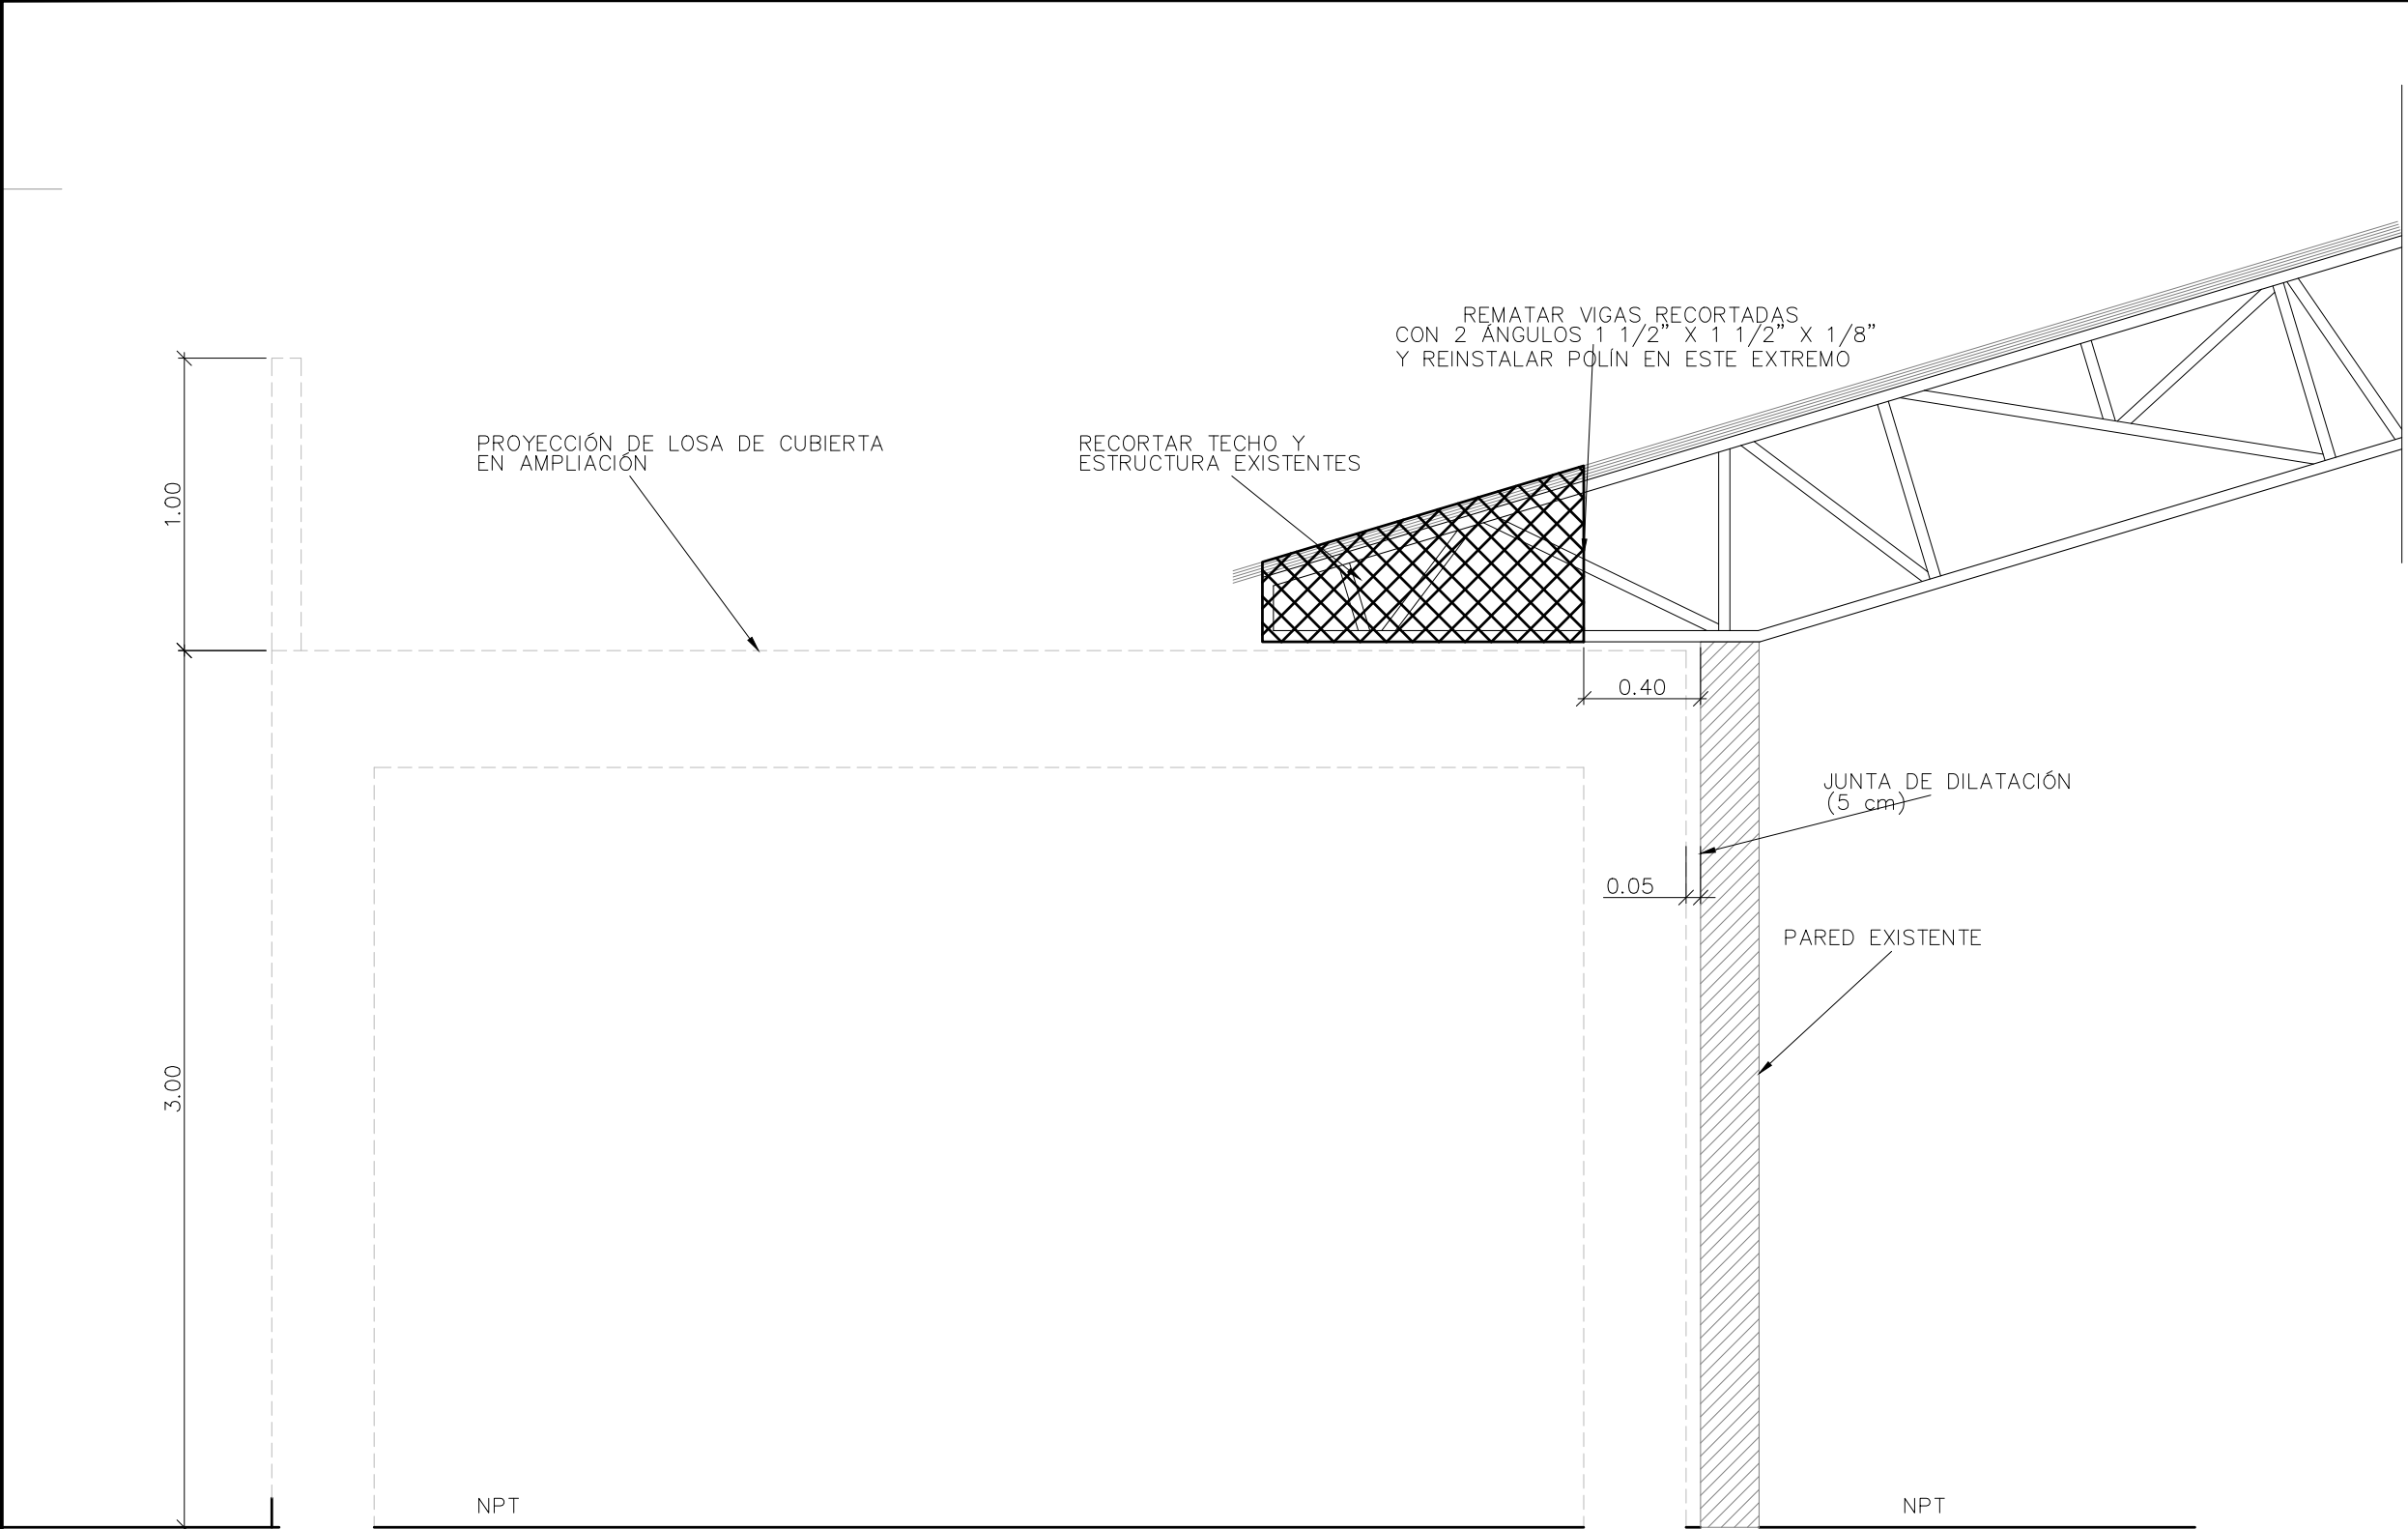 REMATAR VIGAS RECORTADAS
CON 2 ÁNGULOS 1 1/2” X 1 1/2” X 1/8”
Y REINSTALAR POLÍN EN ESTE EXTREMO
PROYECCIÓN DE LOSA DE CUBIERTA
EN AMPLIACIÓN
RECORTAR TECHO Y
ESTRUCTURA EXISTENTES
1.00
0.40
JUNTA DE DILATACIÓN
(5 cm)
0.05
PARED EXISTENTE
3.00
NPT
NPT